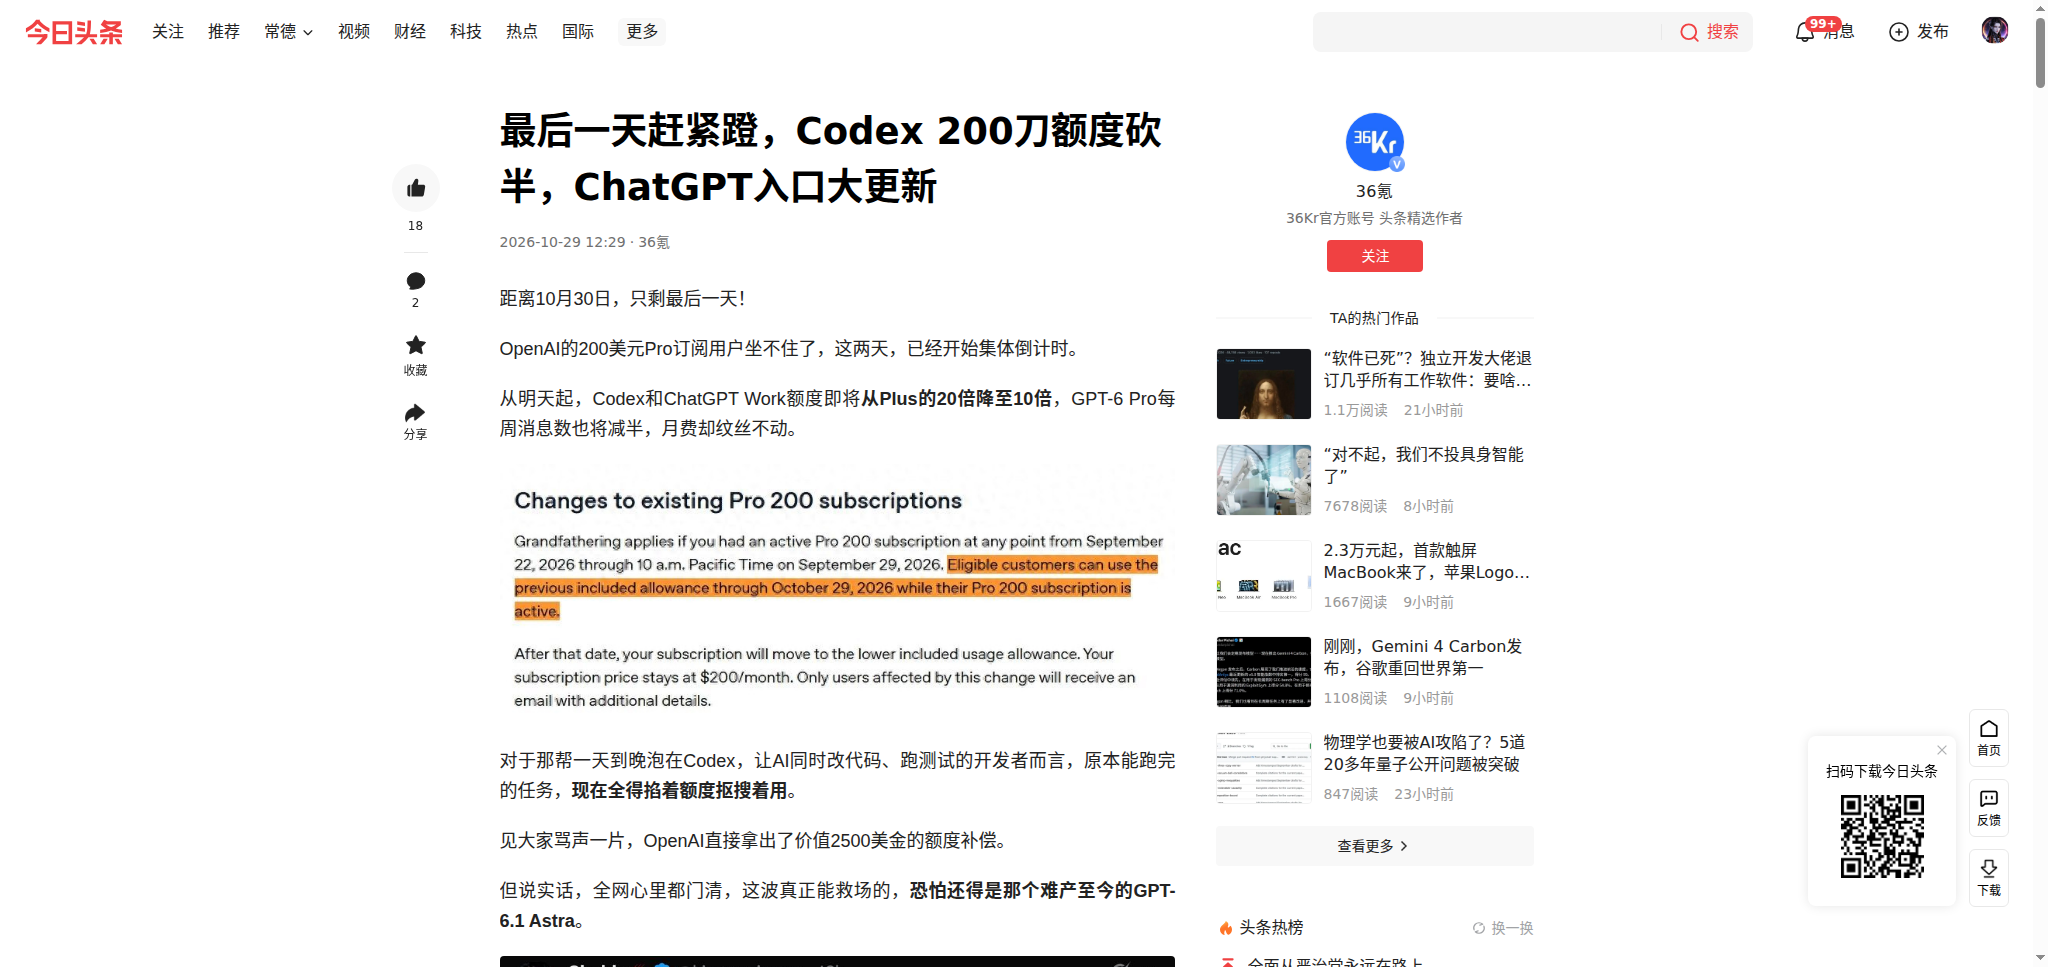 今日头条
关注
推荐
常德
视频
财经
科技
热点
国际
更多
搜索
99+
消息
发布
最后一天赶紧蹬，Codex 200刀额度砍
半，ChatGPT入口大更新
2026-10-29 12:29 · 36氪
18
2
收藏
分享
距离10月30日，只剩最后一天！
OpenAI的200美元Pro订阅用户坐不住了，这两天，已经开始集体倒计时。
从明天起，Codex和ChatGPT Work额度即将从Plus的20倍降至10倍，GPT-6 Pro每
周消息数也将减半，月费却纹丝不动。
Changes to existing Pro 200 subscriptions
Grandfathering applies if you had an active Pro 200 subscription at any point from September
22, 2026 through 10 a.m. Pacific Time on September 29, 2026. Eligible customers can use the
previous included allowance through October 29, 2026 while their Pro 200 subscription is
active.
After that date, your subscription will move to the lower included usage allowance. Your
subscription price stays at $200/month. Only users affected by this change will receive an
email with additional details.
对于那帮一天到晚泡在Codex，让AI同时改代码、跑测试的开发者而言，原本能跑完
的任务，现在全得掐着额度抠搜着用。
见大家骂声一片，OpenAI直接拿出了价值2500美金的额度补偿。
但说实话，全网心里都门清，这波真正能救场的，恐怕还得是那个难产至今的GPT-
6.1 Astra。
36Kr
36氪
36Kr官方账号 头条精选作者
关注
TA的热门作品
“软件已死”？独立开发大佬退
订几乎所有工作软件：要啥...
1.1万阅读 21小时前
“对不起，我们不投具身智能
了”
7678阅读 8小时前
ac
2.3万元起，首款触屏
MacBook来了，苹果Logo...
1667阅读 9小时前
刚刚，Gemini 4 Carbon发
布，谷歌重回世界第一
1108阅读 9小时前
物理学也要被AI攻陷了？5道
20多年量子公开问题被突破
847阅读 23小时前
查看更多
头条热榜
换一换
全面从严治党永远在路上
扫码下载今日头条
首页
反馈
下载